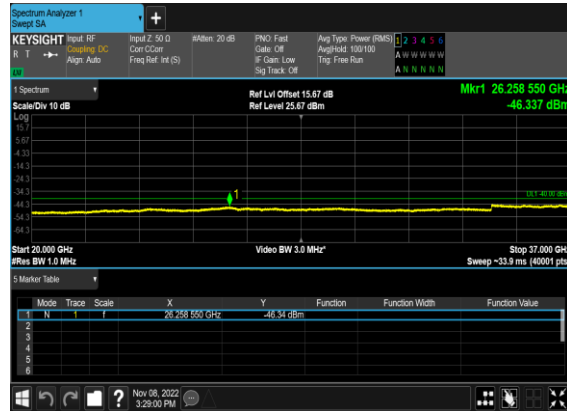 Spectrum Analyzer 1
Swept SA
+
KEYSIGHT Input: RF Input Z: 50 Ω #Atten: 20 dB PNO: Fast Avg Type: Power (RMS) 1 2 3 4 5 6
R T Coupling: DC Corr CCorr Gate: Off Avg|Hold: 100/100 A W W W W W
Align: Auto Freq Ref: Int (S) IF Gain: Low Trig: Free Run
Sig Track: Off A N N N N N
1 Spectrum Ref Lvl Offset 15.67 dB Mkr1 26.258 550 GHz
Scale/Div 10 dB Ref Level 25.67 dBm -46.337 dBm
Log
15.7
5.67
-4.33
-14.3
-24.3
-34.3
1
DL1 -40.00 dBm
-44.3
-54.3
-64.3
Start 20.000 GHz Video BW 3.0 MHz* Stop 37.000 GHz
#Res BW 1.0 MHz Sweep ~33.9 ms (40001 pts)
5 Marker Table
Mode Trace Scale X Y Function Function Width Function Value
1 N 1 f 26.258 550 GHz -46.34 dBm
2
3
4
5
6
? Nov 08, 2022
3:29:00 PM